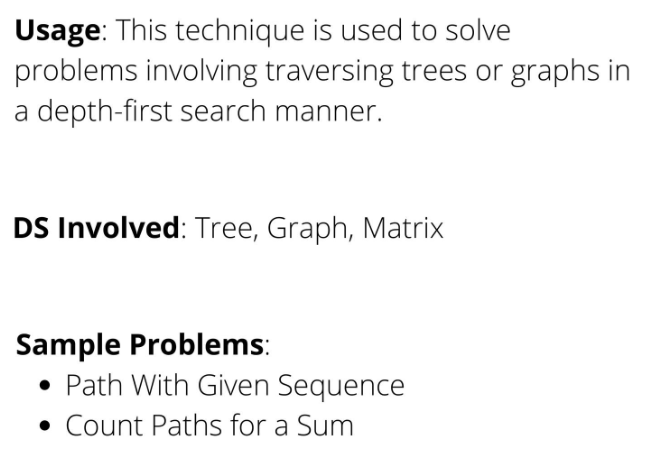 Usage: This technique is used to solve
problems involving traversing trees or graphs in
a depth-first search manner.
DS Involved: Tree, Graph, Matrix
Sample Problems:
• Path With Given Sequence
• Count Paths for a Sum